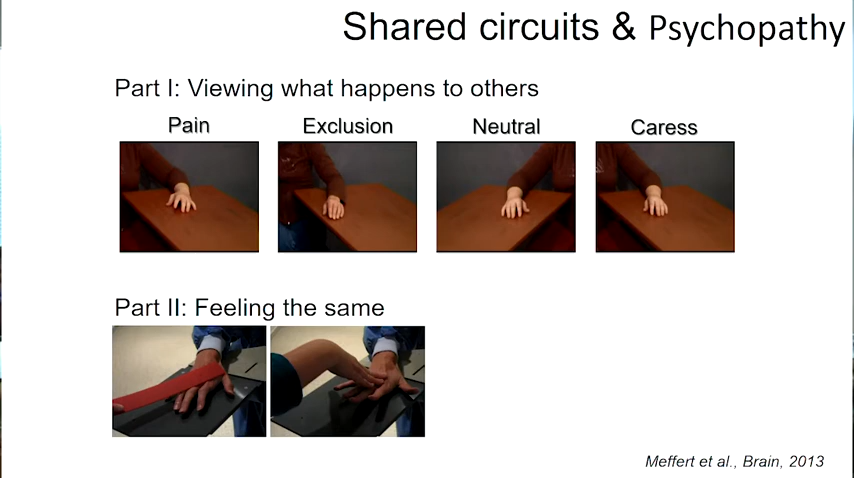 Shared circuits & Psychopathy
Part I: Viewing what happens to others
Pain Exclusion Neutral Caress
Part II: Feeling the same
Meffert et al., Brain, 2013